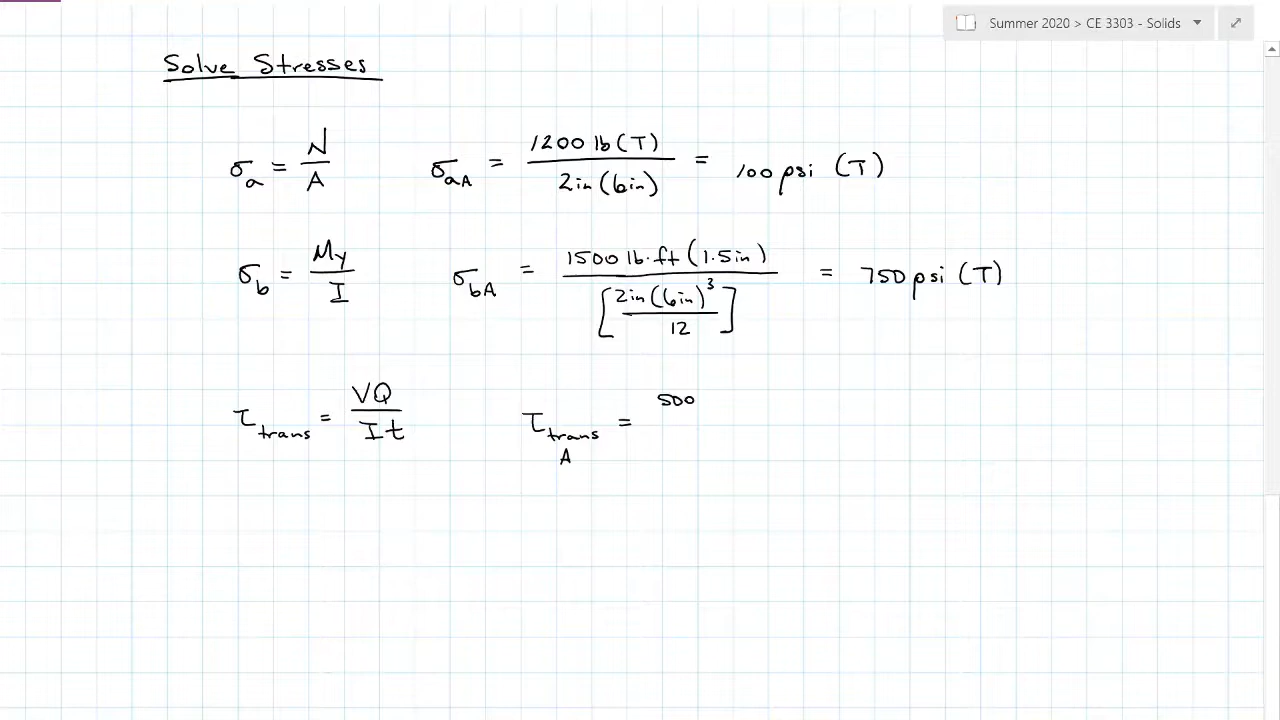 Summer 2020 > CE 3303 - Solids
Solve Stresses
σₐ = N/A   σₐA = 1200 lb (T) / 2in (6in) = 100 psi (T)
σb = My/I   σbA = 1500 lb·ft (1.5in) / [2in (6in)³ / 12] = 750 psi (T)
τtrans = VQ/It   τtrans A = 500